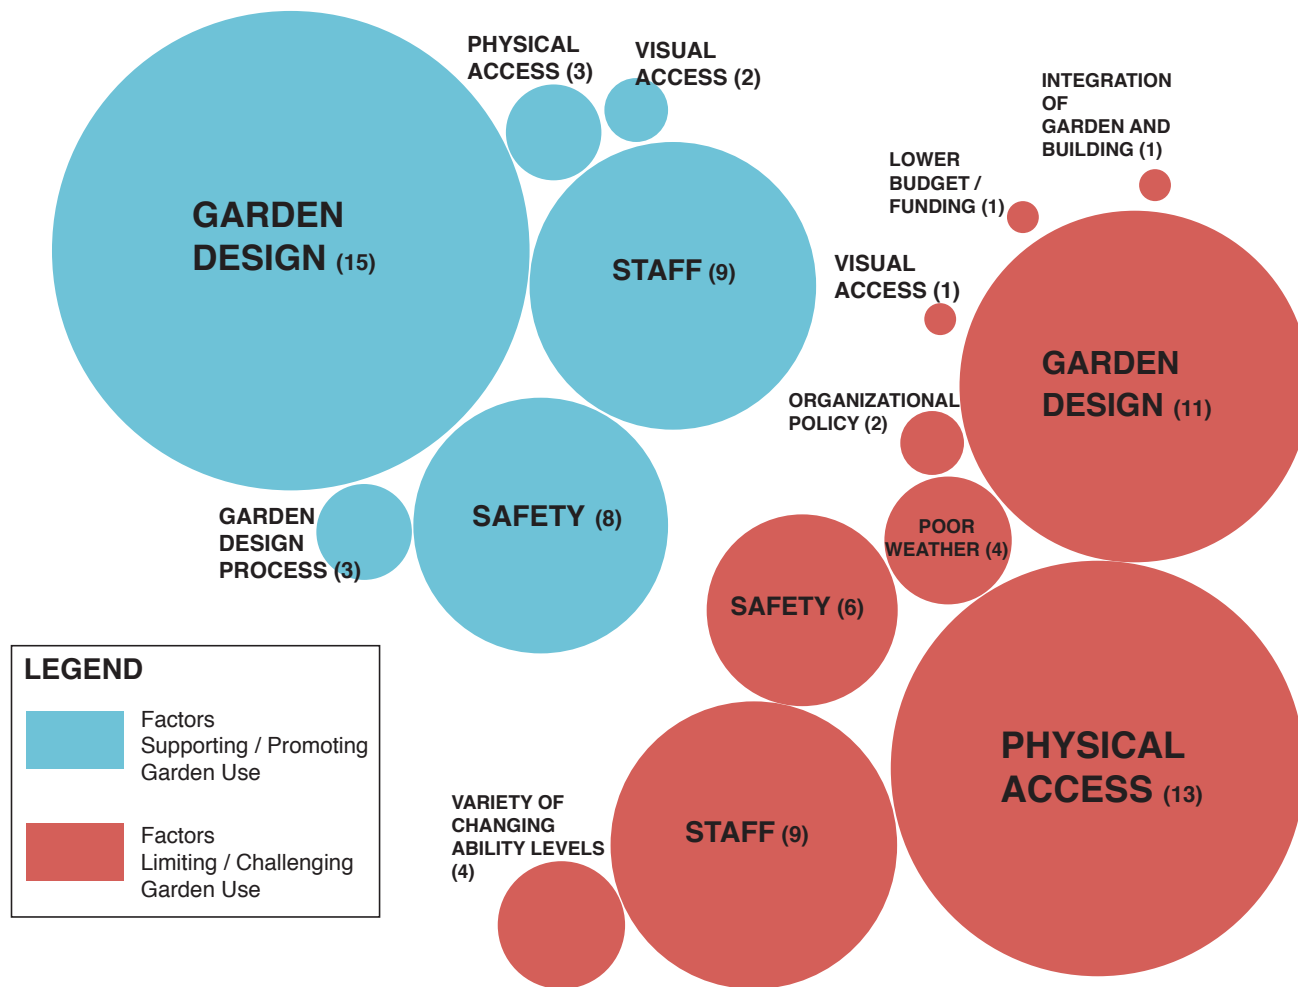 PHYSICAL
ACCESS (3)
VISUAL
ACCESS (2)
GARDEN
DESIGN (15)
STAFF (9)
SAFETY (8)
GARDEN
DESIGN
PROCESS (3)
INTEGRATION
OF
GARDEN AND
BUILDING (1)
LOWER
BUDGET /
FUNDING (1)
VISUAL
ACCESS (1)
GARDEN
DESIGN (11)
ORGANIZATIONAL
POLICY (2)
POOR
WEATHER (4)
SAFETY (6)
PHYSICAL
ACCESS (13)
STAFF (9)
VARIETY OF
CHANGING
ABILITY LEVELS
(4)
LEGEND
Factors
Supporting / Promoting
Garden Use
Factors
Limiting / Challenging
Garden Use